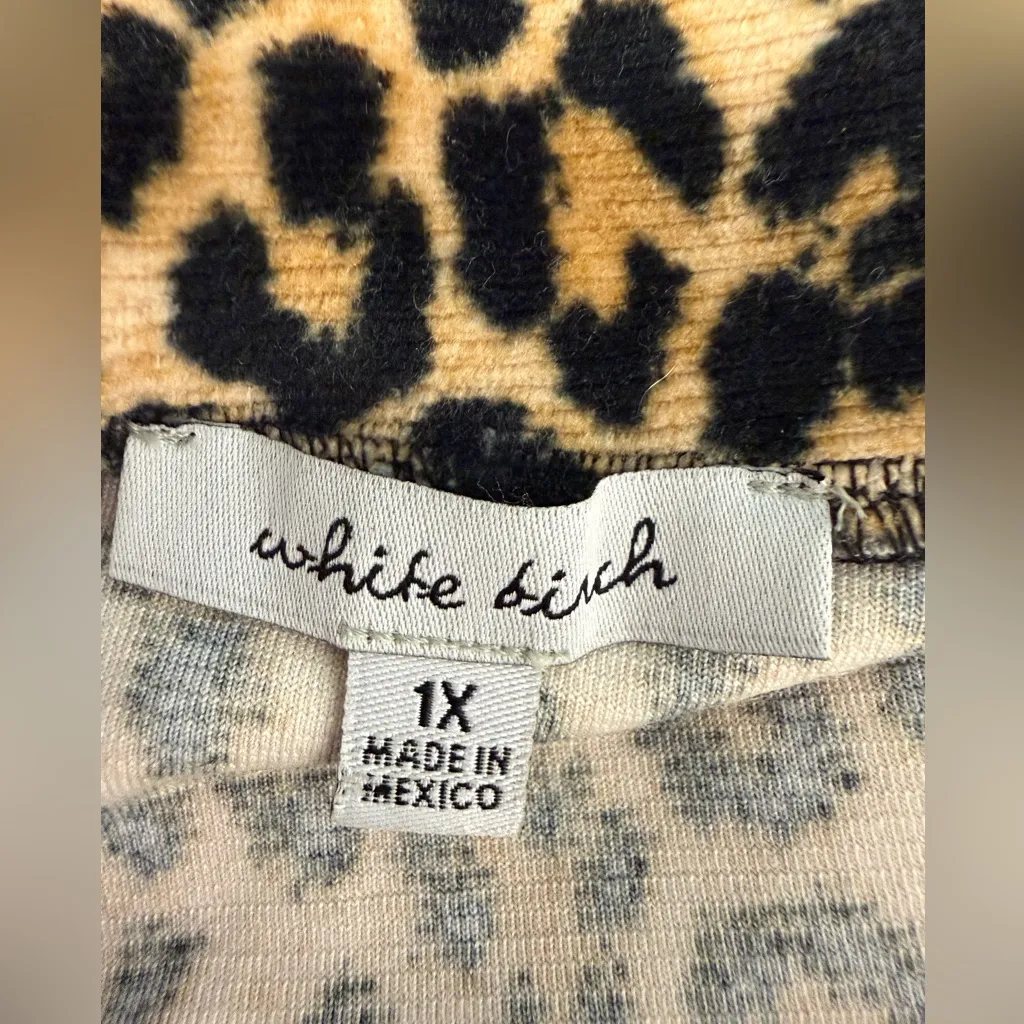 white birch
1X
MADE IN
MEXICO